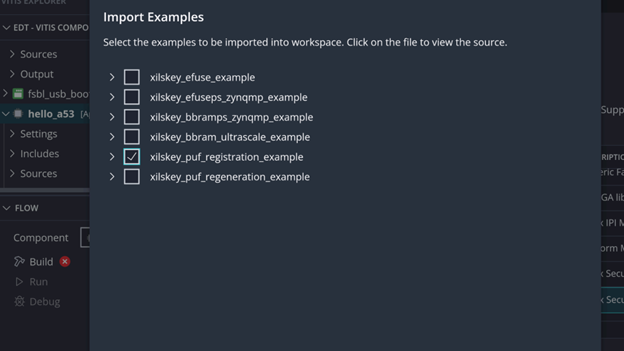 VITIS EXPLORER
EDT - VITIS COMPO
Sources
Output
fsbl_usb_boo
hello_a53 [A
Settings
Includes
Sources
FLOW
Component
Build
Run
Debug
Import Examples
Select the examples to be imported into workspace. Click on the file to view the source.
xilskey_efuse_example
xilskey_efuseps_zynqmp_example
xilskey_bbramps_zynqmp_example
xilskey_bbram_ultrascale_example
xilskey_puf_registration_example
xilskey_puf_regeneration_example
Supp
RIPTIO
eric Fa
GA lib
x IPI M
orm M
x Secu
x Secu